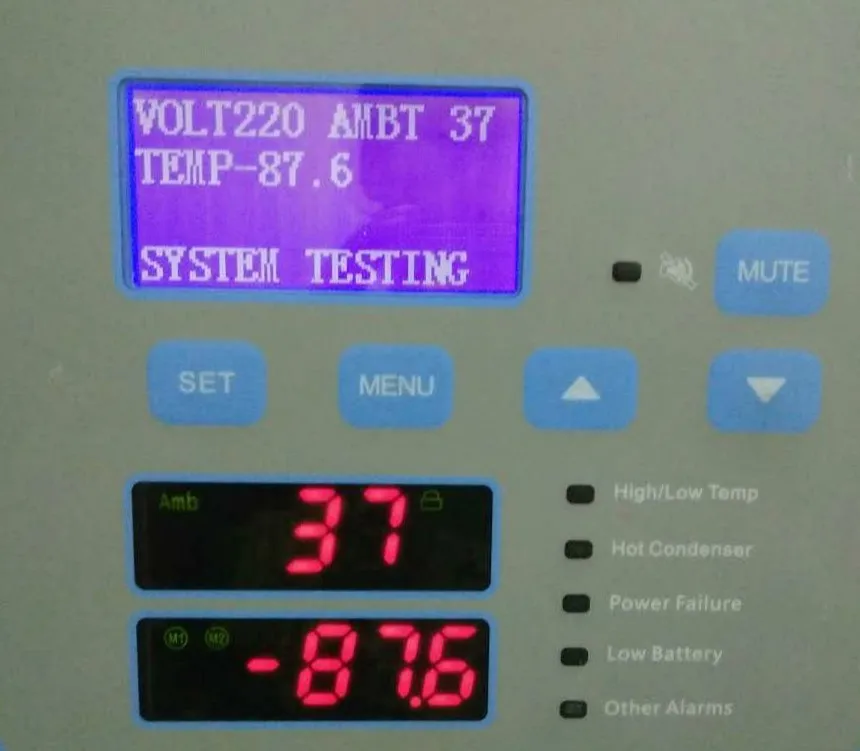 VOLT220 AMBT 37
TEMP-87.6
SYSTEM TESTING
MUTE
SET MENU
Amb 37
High/Low Temp
Hot Condenser
Power Failure
M1 M2 -87.6
Low Battery
Other Alarms